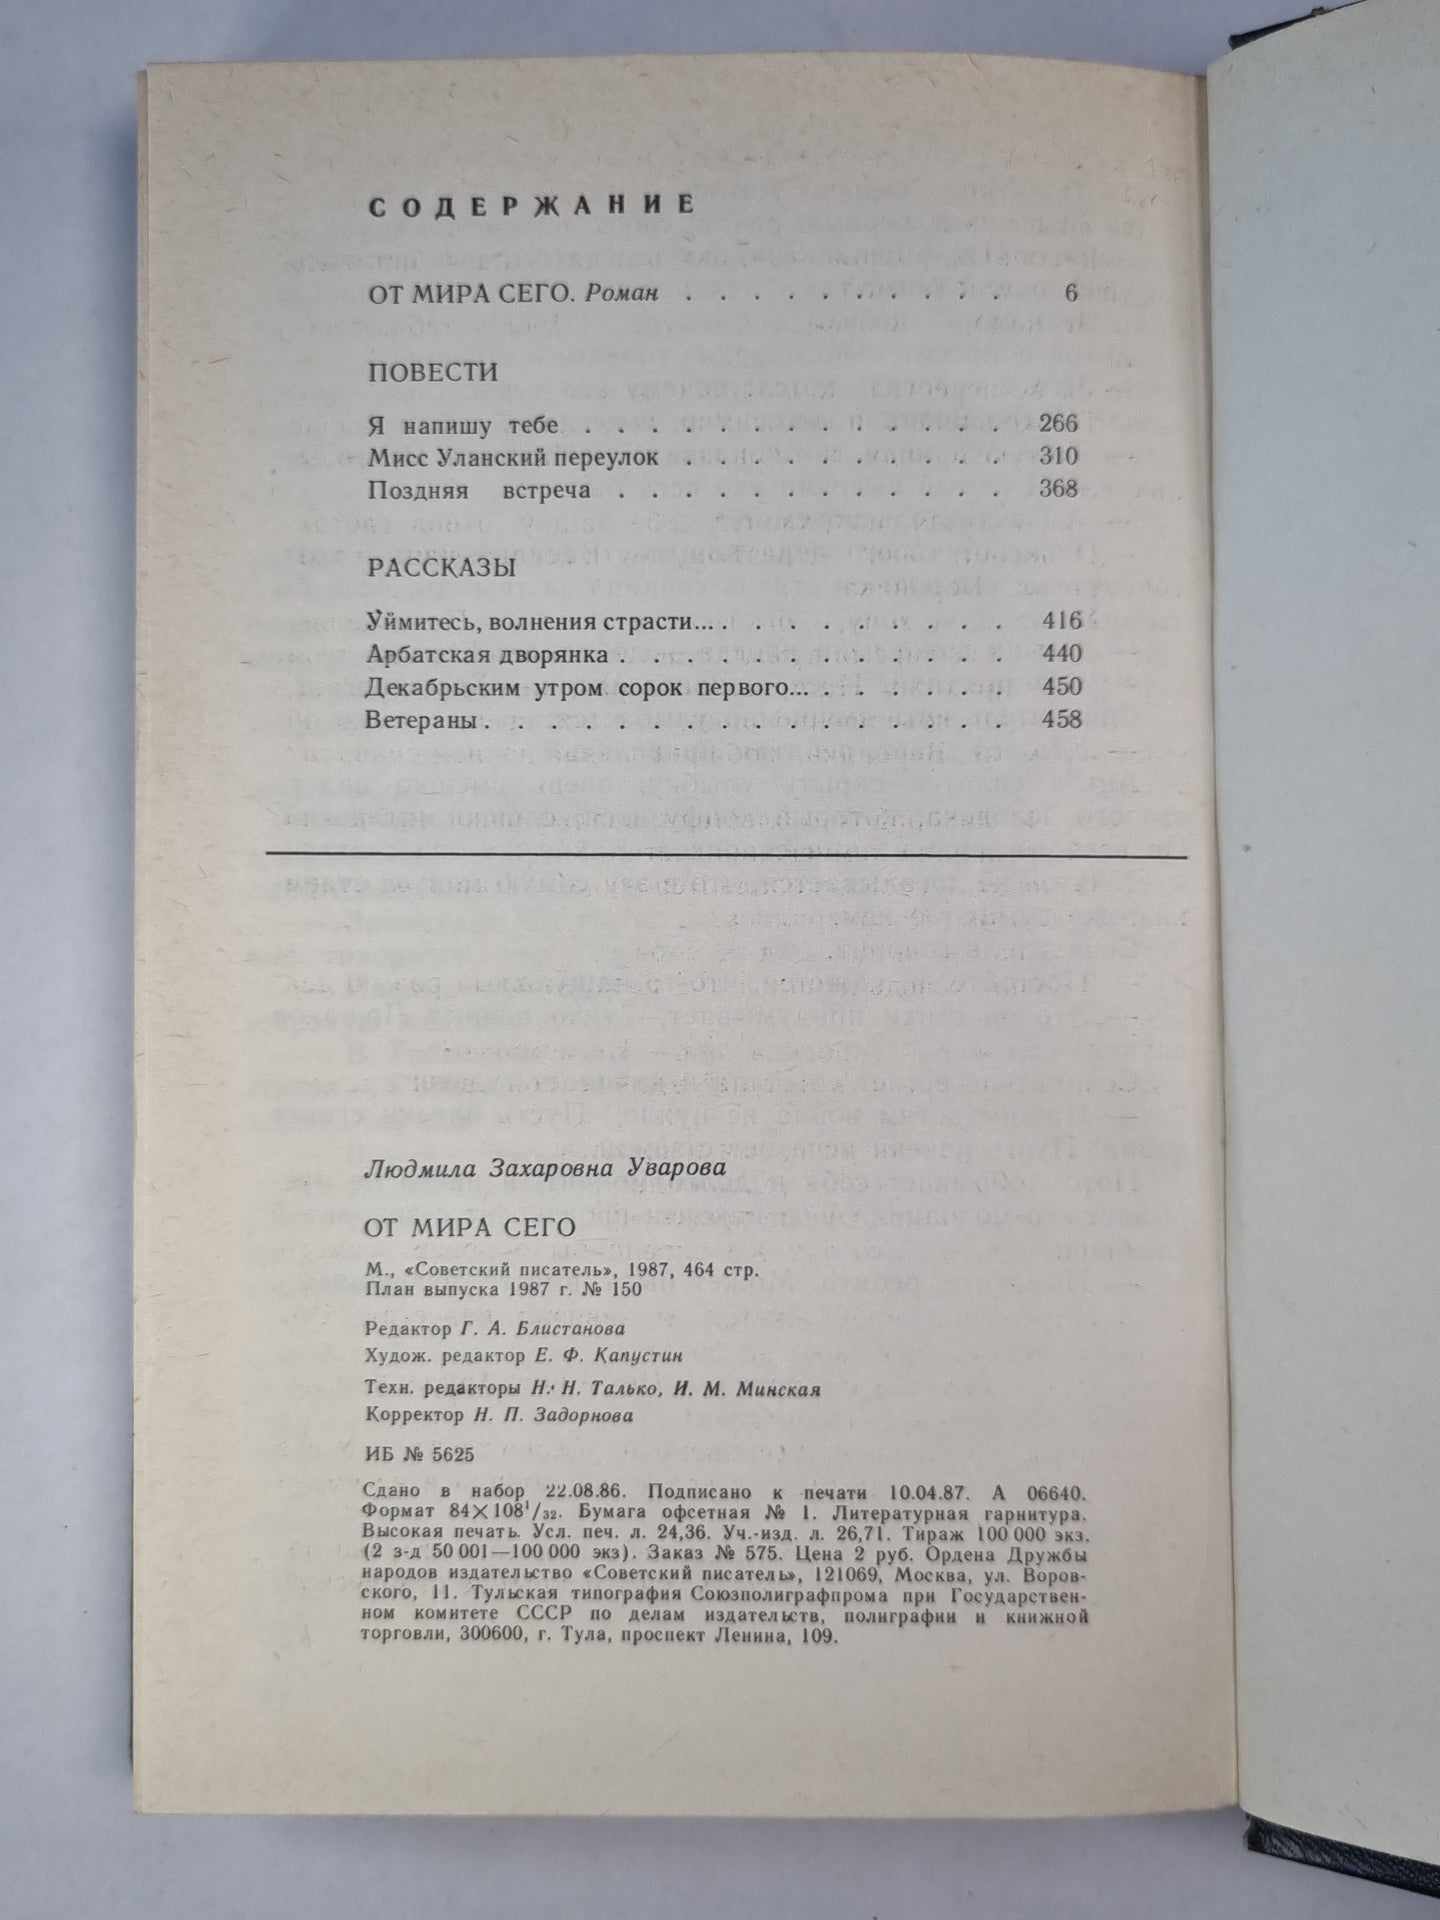 СОДЕРЖАНИЕ
ОТ МИРА СЕГО. Роман . . . . . . . . . . 6
ПОВЕСТИ
Я напишу тебе . . . . . . . . . . . . . 266
Мисс Уланский переулок . . . . . . . . . . 310
Поздняя встреча . . . . . . . . . . . . 368
РАССКАЗЫ
Уймитесь, волнения страсти... . . . . . . . . . 416
Арбатская дворянка . . . . . . . . . . . . 440
Декабрьским утром сорок первого... . . . . . . 450
Ветераны . . . . . . . . . . . . . . . . 458
Людмила Захаровна Уварова
ОТ МИРА СЕГО
М., «Советский писатель», 1987, 464 стр.
План выпуска 1987 г. № 150
Редактор Г. А. Блистанова
Худож. редактор Е. Ф. Капустин
Техн. редакторы Н. Н. Талько, И. М. Минская
Корректор Н. П. Задорнова
ИБ № 5625
Сдано в набор 22.08.86. Подписано к печати 10.04.87. А 06640.
Формат 84×108¹/₃₂. Бумага офсетная № 1. Литературная гарнитура.
Высокая печать. Усл. печ. л. 24,36. Уч.-изд. л. 26,71. Тираж 100 000 экз.
(2 з-д 50 001—100 000 экз). Заказ № 575. Цена 2 руб. Ордена Дружбы
народов издательство «Советский писатель», 121069, Москва, ул. Воров-
ского, 11. Тульская типография Союзполиграфпрома при Государствен-
ном комитете СССР по делам издательств, полиграфии и книжной
торговли, 300600, г. Тула, проспект Ленина, 109.